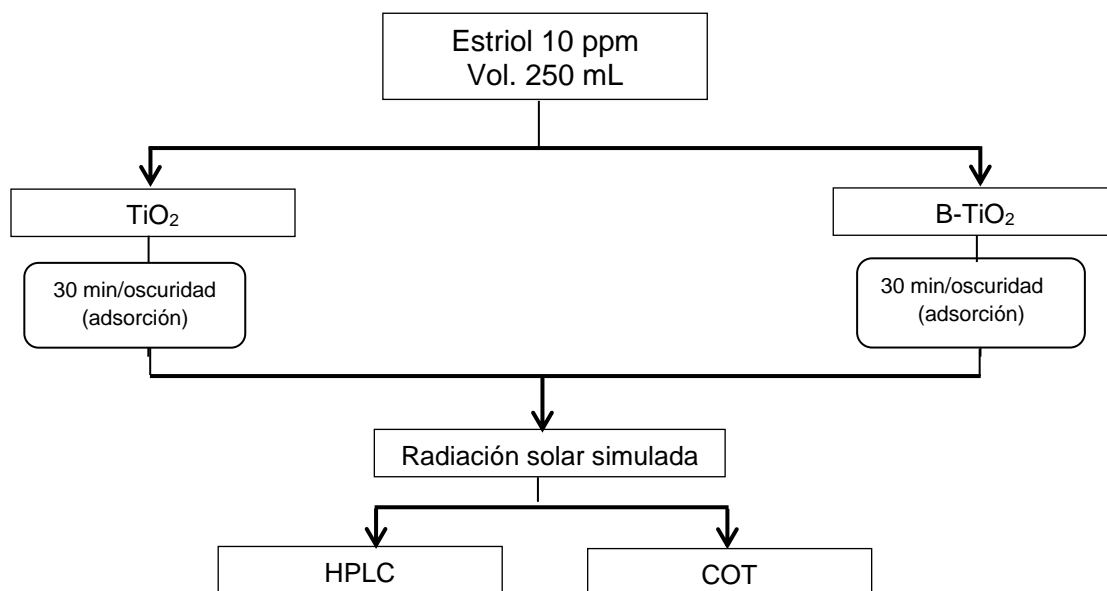 Estriol 10 ppm
Vol. 250 mL
TiO₂
B-TiO₂
30 min/oscuridad
(adsorción)
30 min/oscuridad
(adsorción)
Radiación solar simulada
HPLC
COT